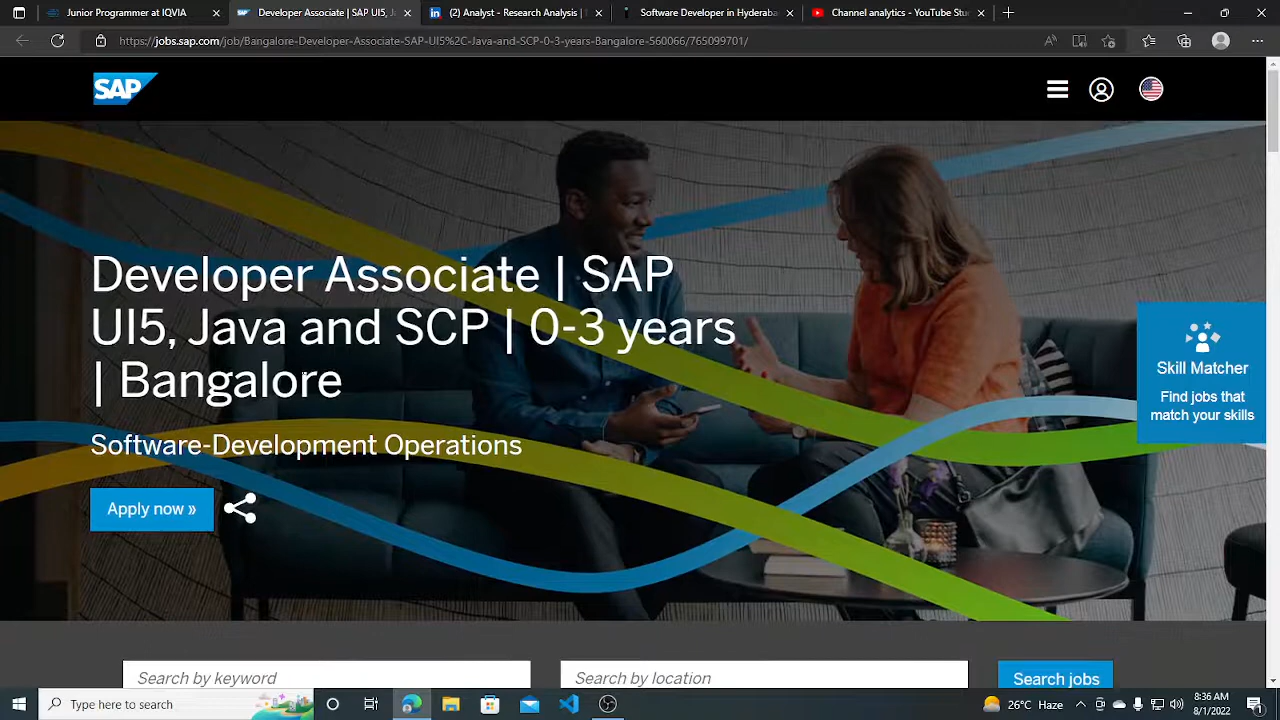 Junior Programmer at IQVIA
Developer Associate | SAP UI5, J
(2) Analyst - Research Analysis |
Software Developer in Hyderaba
Channel analytics - YouTube Stu
https://jobs.sap.com/job/Bangalore-Developer-Associate-SAP-UI5%2C-Java-and-SCP-0-3-years-Bangalore-560066/765099701/
SAP
Developer Associate | SAP
UI5, Java and SCP | 0-3 years
| Bangalore
Software-Development Operations
Apply now »
Skill Matcher
Find jobs that
match your skills
Search by keyword
Search by location
Search jobs
Type here to search
26°C Haze
8:36 AM
8/1/2022